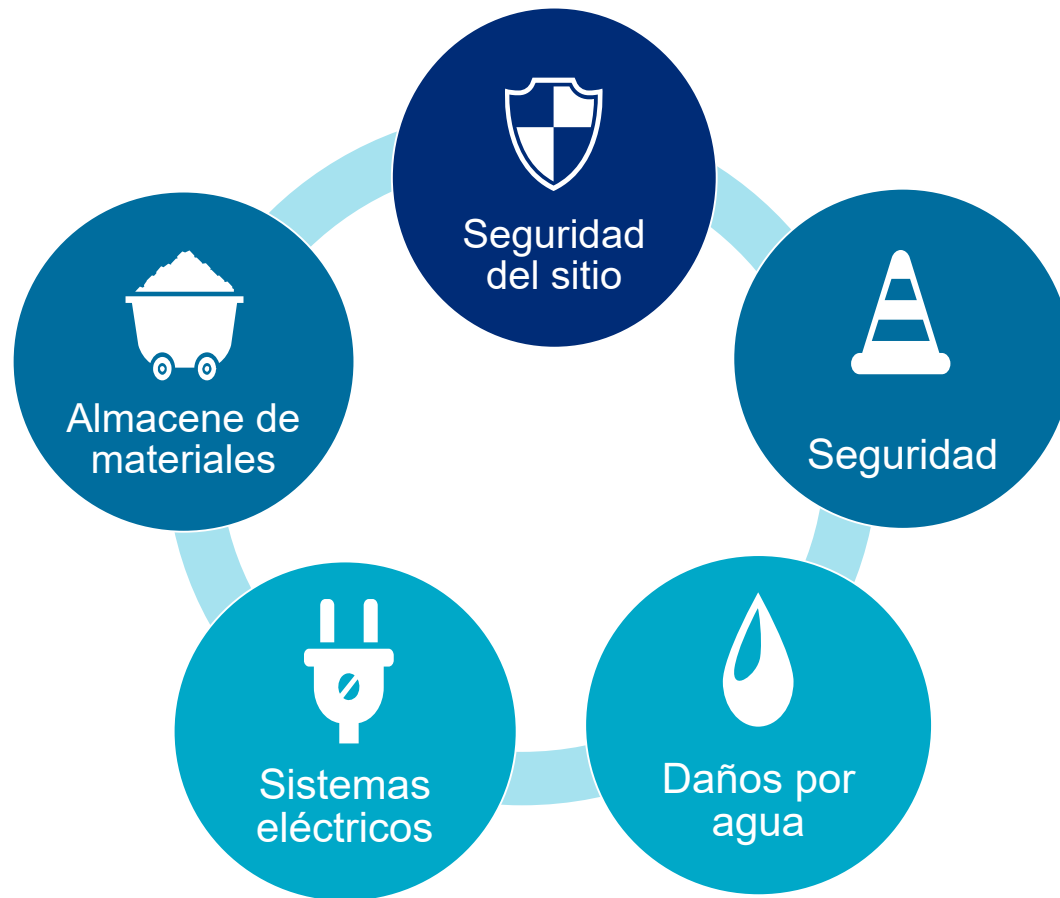 Seguridad
del sitio
Seguridad
Daños por
agua
Sistemas
eléctricos
Almacene de
materiales